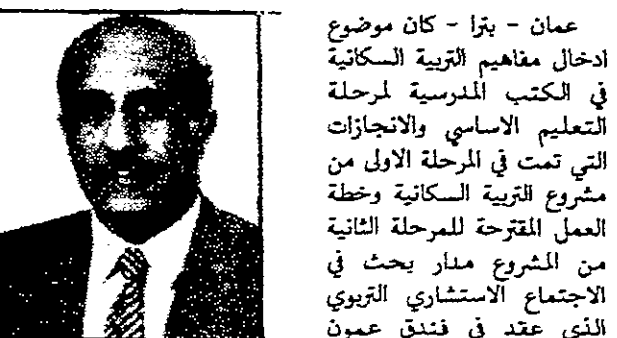 عمان - بترا - كان موضوع
ادخال مفاهيم التربية السكانية
في الكتب المدرسية لمرحلة
التعليم الاساسي والانجازات
التي تمت في المرحلة الاولى من
مشروع التربية السكانية وخطة
العمل المقترحة للمرحلة الثانية
من المشروع مدار بحث في
الاجتماع الاستشاري التربوي
الذي عقد في فندق عمون